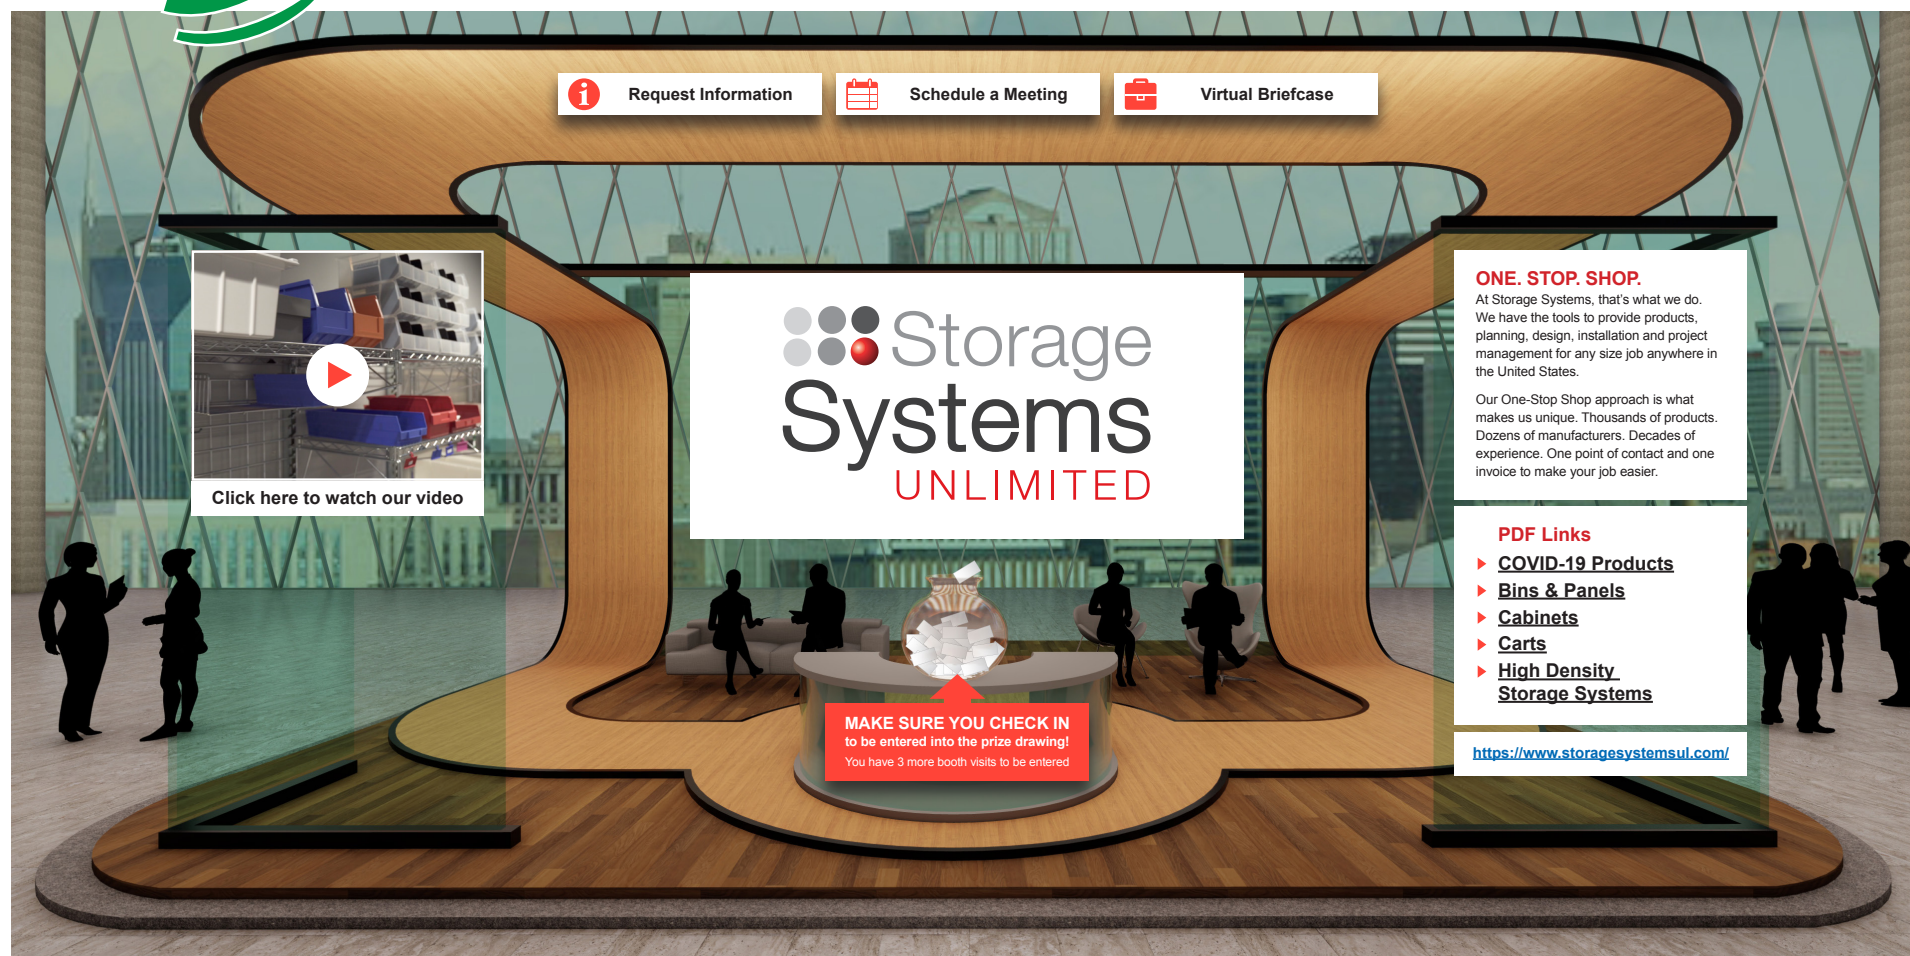 Request Information
Schedule a Meeting
Virtual Briefcase
Click here to watch our video
Storage
Systems
UNLIMITED
MAKE SURE YOU CHECK IN
to be entered into the prize drawing!
You have 3 more booth visits to be entered
ONE. STOP. SHOP.
At Storage Systems, that's what we do.
We have the tools to provide products,
planning, design, installation and project
management for any size job anywhere in
the United States.
Our One-Stop Shop approach is what
makes us unique. Thousands of products.
Dozens of manufacturers. Decades of
experience. One point of contact and one
invoice to make your job easier.
PDF Links
COVID-19 Products
Bins & Panels
Cabinets
Carts
High Density
Storage Systems
https://www.storagesystemsul.com/